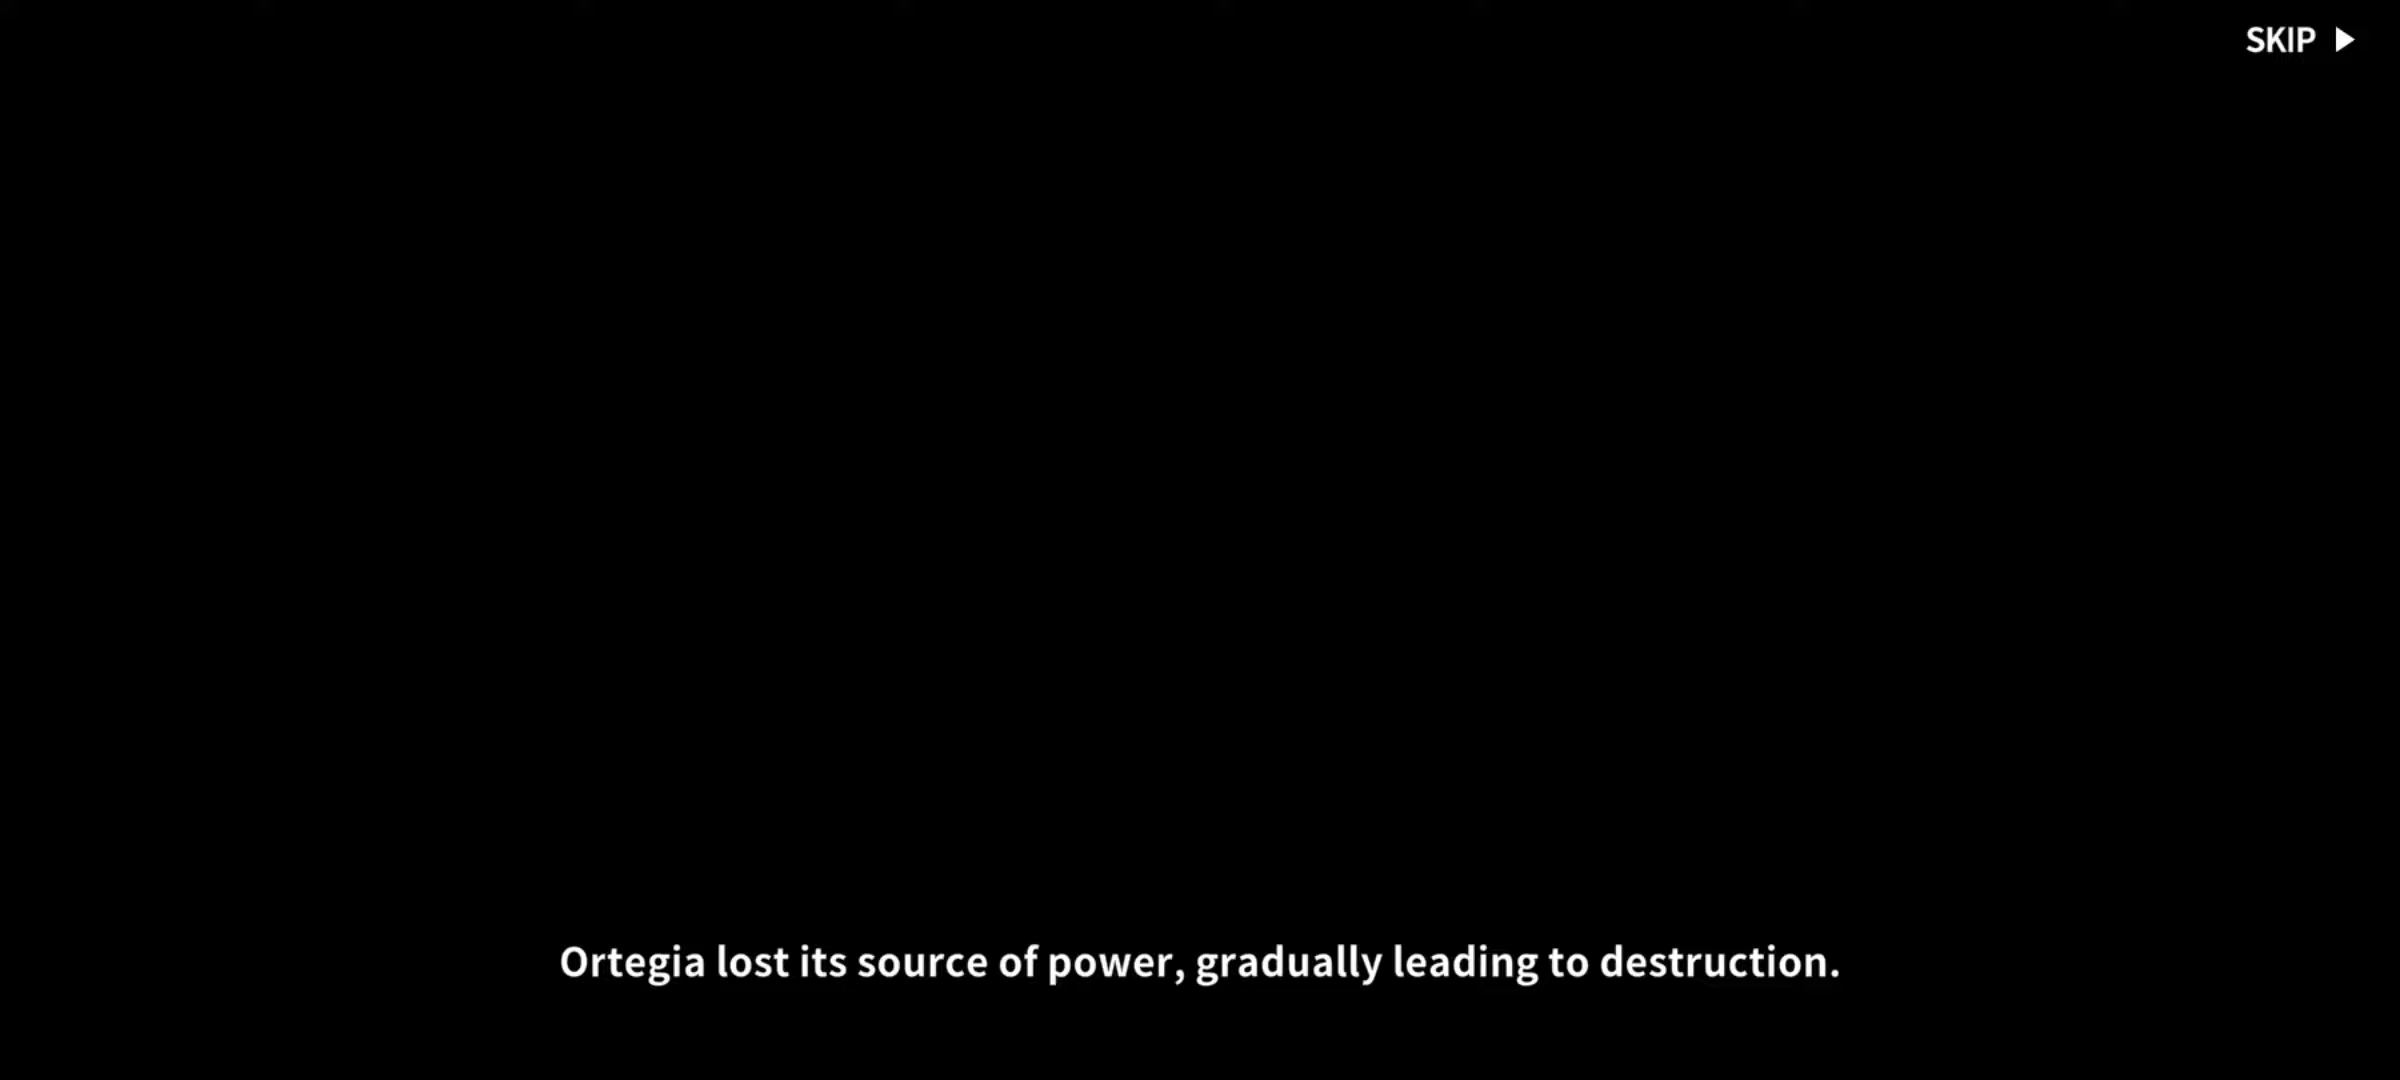 SKIP
Ortegia lost its source of power, gradually leading to destruction.